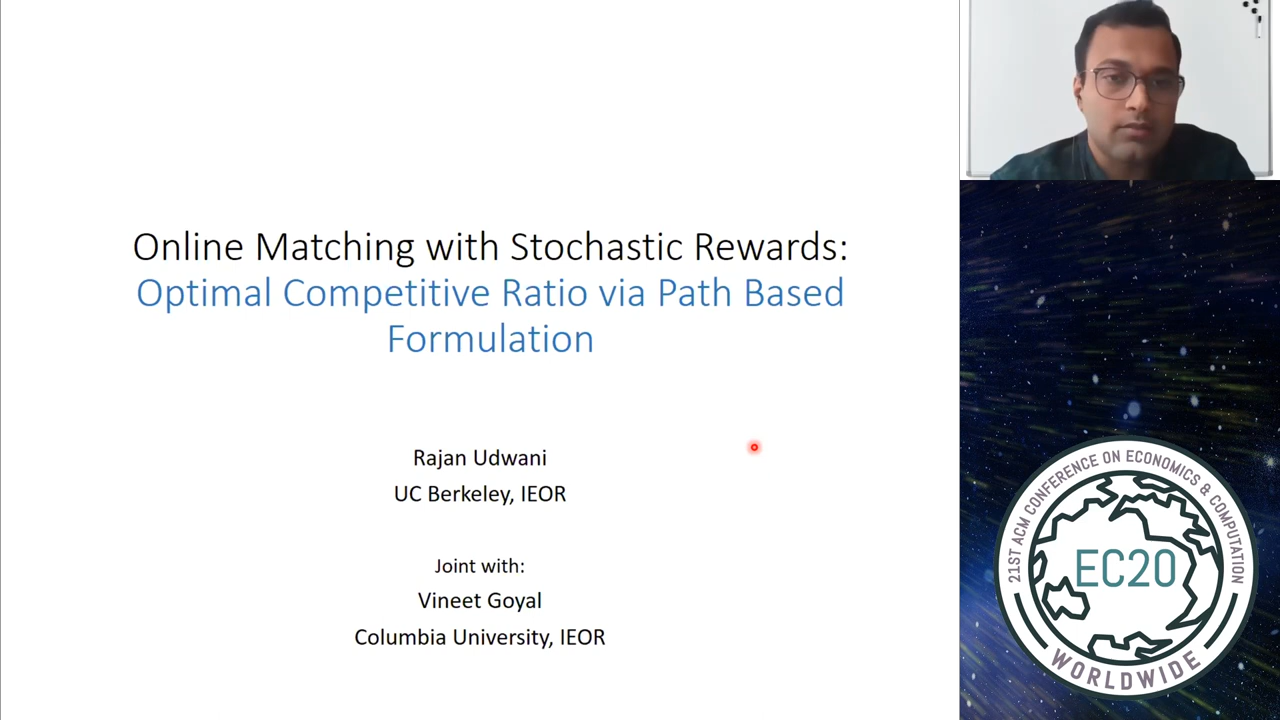 Online Matching with Stochastic Rewards:
Optimal Competitive Ratio via Path Based
Formulation
Rajan Udwani
UC Berkeley, IEOR
Joint with:
Vineet Goyal
Columbia University, IEOR
21ST ACM CONFERENCE ON ECONOMICS & COMPUTATION
EC20
WORLDWIDE